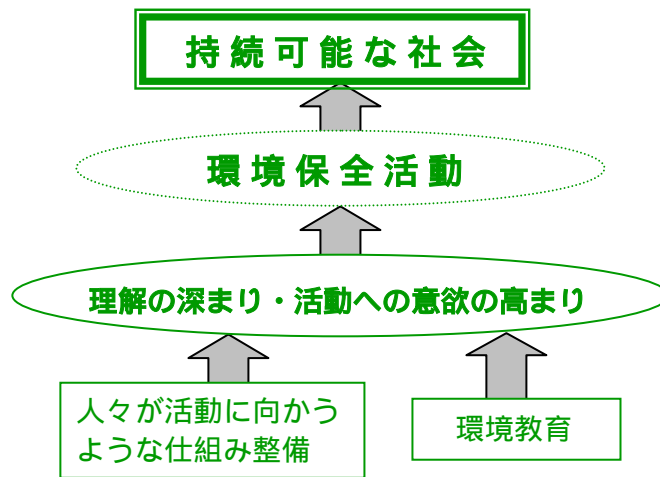 持続可能な社会
環境保全活動
理解の深まり・活動への意欲の高まり
人々が活動に向かう
ような仕組み整備
環境教育